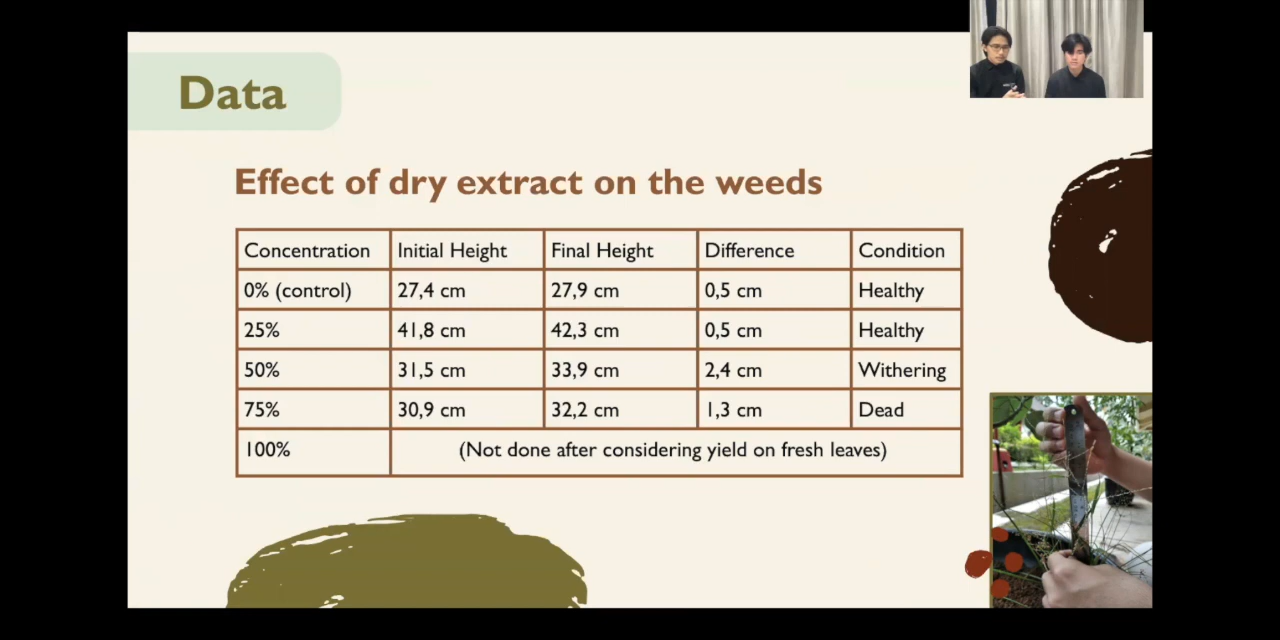 Data
Effect of dry extract on the weeds
Concentration Initial Height Final Height Difference Condition
0% (control) 27,4 cm 27,9 cm 0,5 cm Healthy
25% 41,8 cm 42,3 cm 0,5 cm Healthy
50% 31,5 cm 33,9 cm 2,4 cm Withering
75% 30,9 cm 32,2 cm 1,3 cm Dead
100% (Not done after considering yield on fresh leaves)